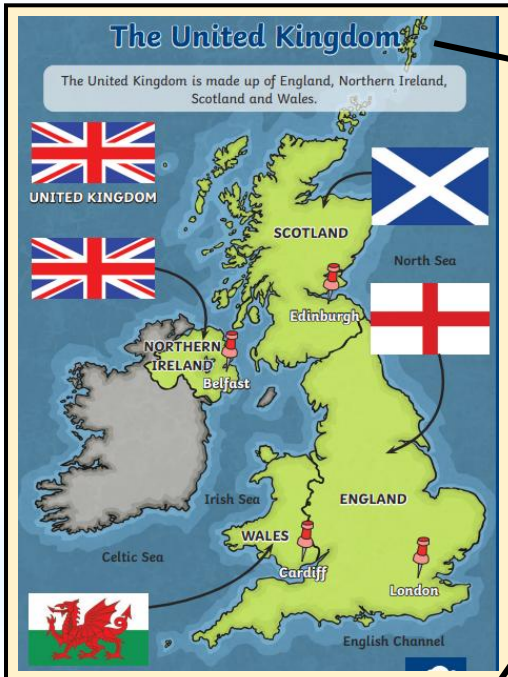 The United Kingdom
The United Kingdom is made up of England, Northern Ireland,
Scotland and Wales.
UNITED KINGDOM
SCOTLAND
North Sea
Edinburgh
NORTHERN
IRELAND
Belfast
Irish Sea
ENGLAND
WALES
Celtic Sea
Cardiff
London
English Channel